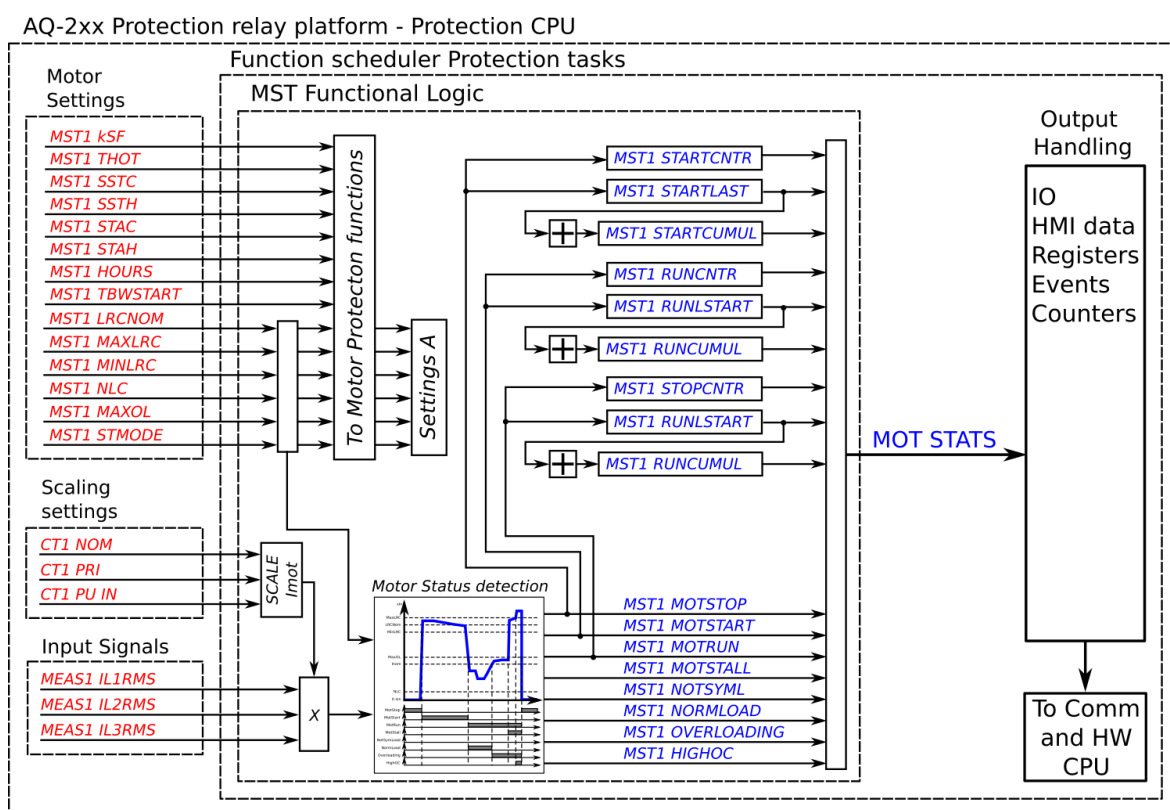 AQ-2xx Protection relay platform - Protection CPU
Function scheduler Protection tasks
MST Functional Logic
Motor
Settings
MST1 kSF
MST1 THOT
MST1 SSTC
MST1 SSTH
MST1 STAC
MST1 STAH
MST1 HOURS
MST1 TBWSTART
MST1 LRCNOM
MST1 MAXLRC
MST1 MINLRC
MST1 NLC
MST1 MAXOL
MST1 STMODE
To Motor Protecton functions
Settings A
Scaling
settings
CT1 NOM
CT1 PRI
CT1 PU IN
SCALE
Imot
Input Signals
MEAS1 IL1RMS
MEAS1 IL2RMS
MEAS1 IL3RMS
X
Motor Status detection
MST1 STARTCNTR
MST1 STARTLAST
+
MST1 STARTCUMUL
MST1 RUNCNTR
MST1 RUNLSTART
+
MST1 RUNCUMUL
MST1 STOPCNTR
MST1 RUNLSTART
+
MST1 RUNCUMUL
MST1 MOTSTOP
MST1 MOTSTART
MST1 MOTRUN
MST1 MOTSTALL
MST1 NOTSYML
MST1 NORMLOAD
MST1 OVERLOADING
MST1 HIGHOC
MOT STATS
Output
Handling
IO
HMI data
Registers
Events
Counters
To Comm
and HW
CPU